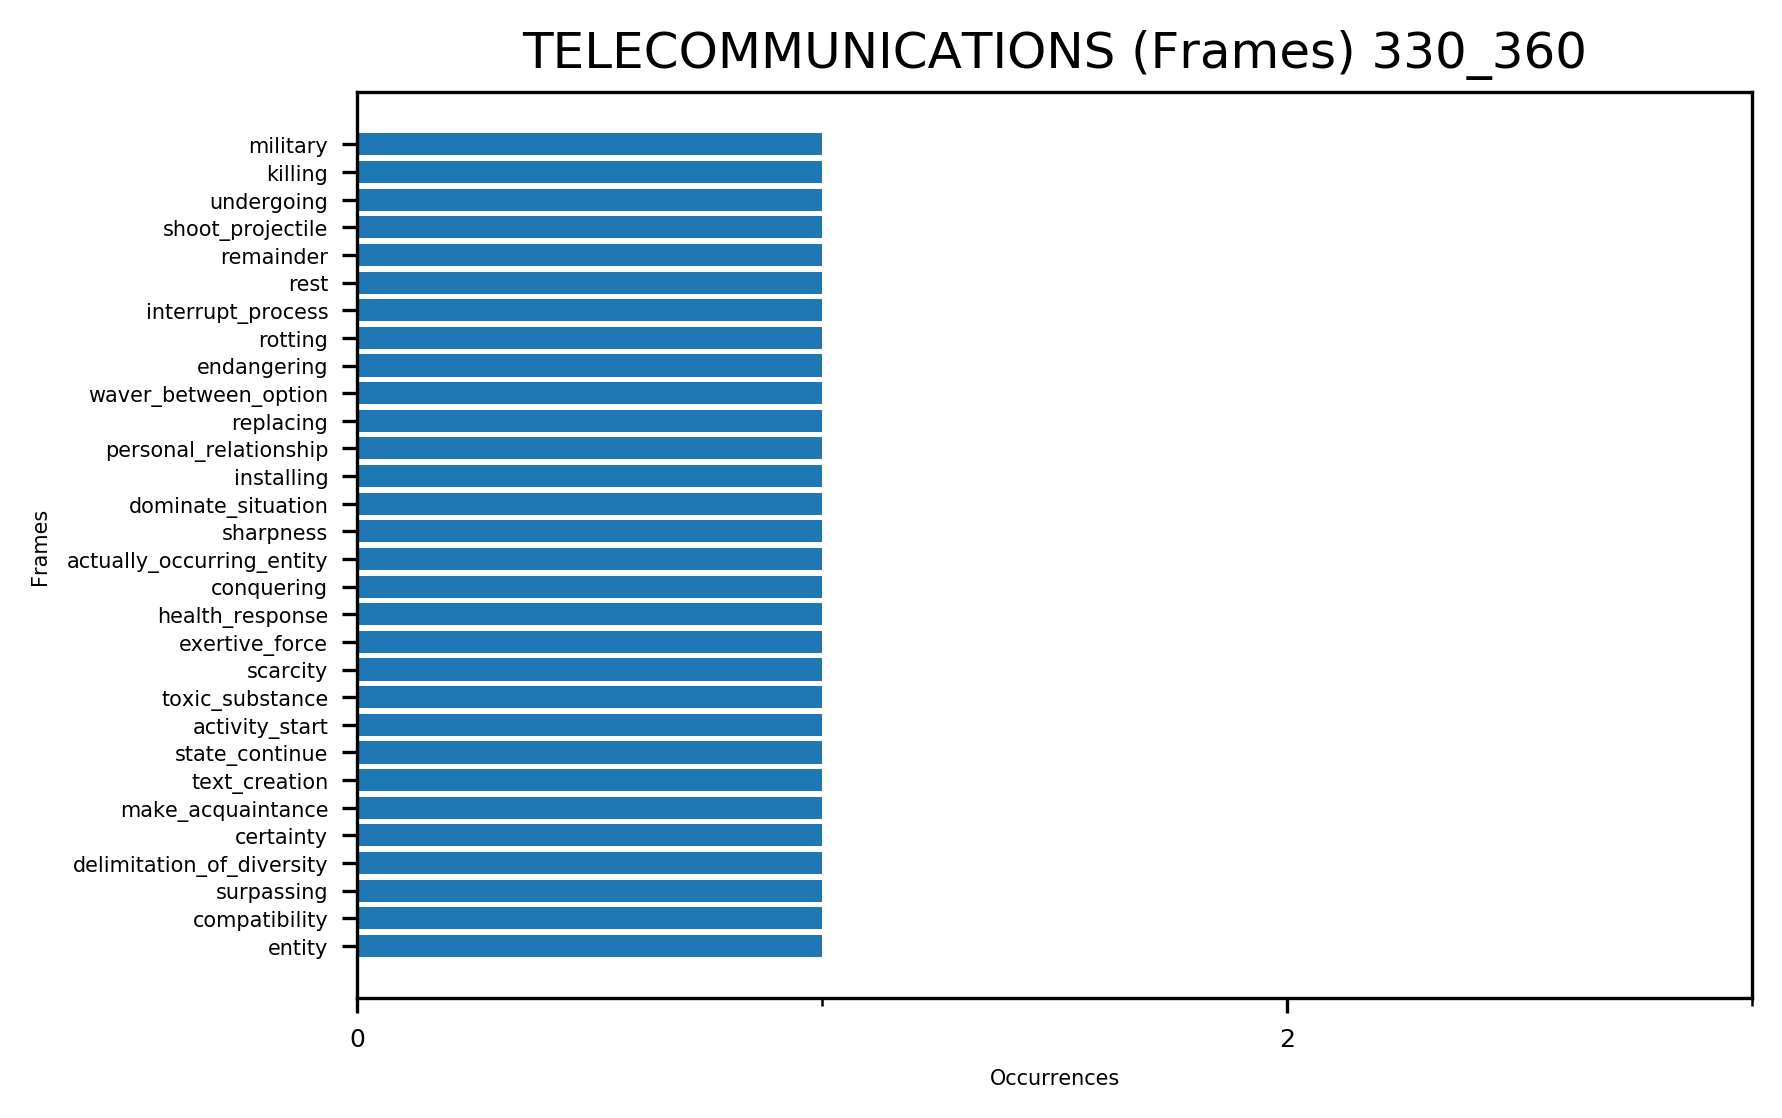 TELECOMMUNICATIONS (Frames) 330_360
military
killing
undergoing
shoot_projectile
remainder
rest
interrupt_process
rotting
endangering
waver_between_option
replacing
personal_relationship
installing
dominate_situation
sharpness
actually_occurring_entity
conquering
health_response
exertive_force
scarcity
toxic_substance
activity_start
state_continue
text_creation
make_acquaintance
certainty
delimitation_of_diversity
surpassing
compatibility
entity
Frames
0 2
Occurrences